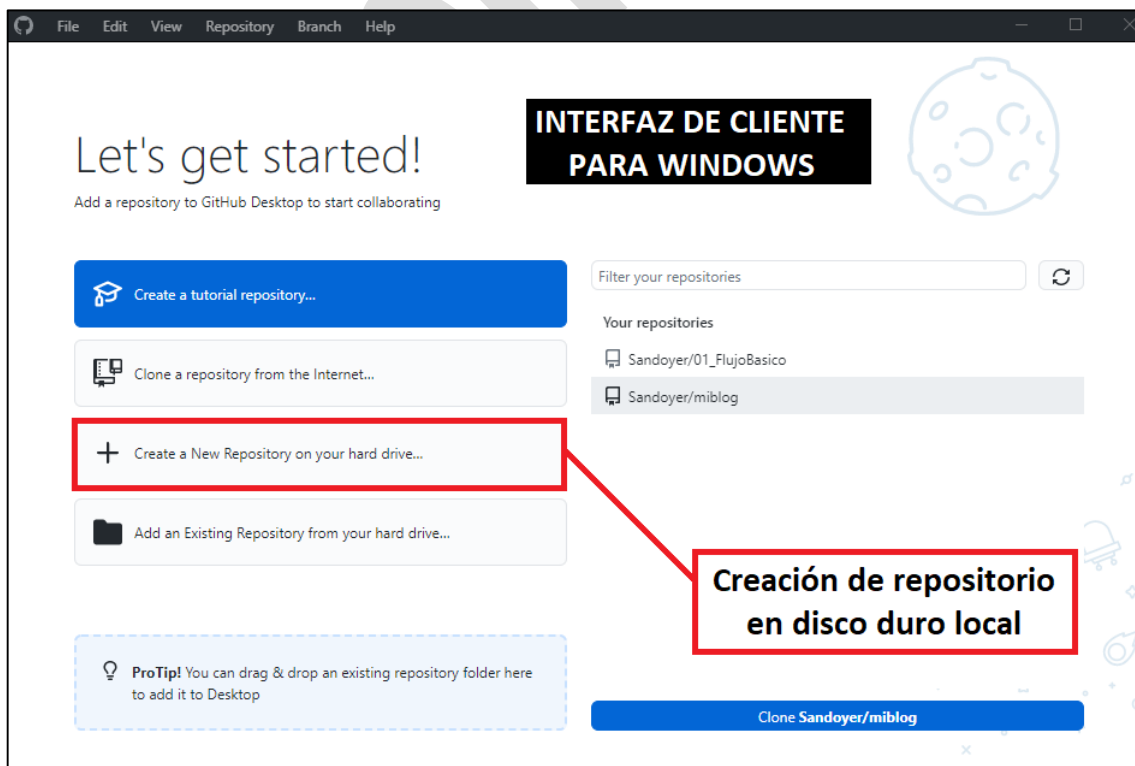 File Edit View Repository Branch Help
INTERFAZ DE CLIENTE
PARA WINDOWS
Let's get started!
Add a repository to GitHub Desktop to start collaborating
Create a tutorial repository...
Clone a repository from the Internet...
Create a New Repository on your hard drive...
Add an Existing Repository from your hard drive...
ProTip! You can drag & drop an existing repository folder here
to add it to Desktop
Filter your repositories
Your repositories
Sandoyer/01_FlujoBasico
Sandoyer/miblog
Creación de repositorio
en disco duro local
Clone Sandoyer/miblog